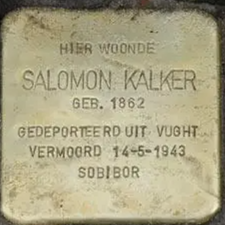 HIER WOONDE
SALOMON KALKER
GEB. 1862
GEDEPORTEERD UIT VUGHT
VERMOORD 14-5-1943
SOBIBOR